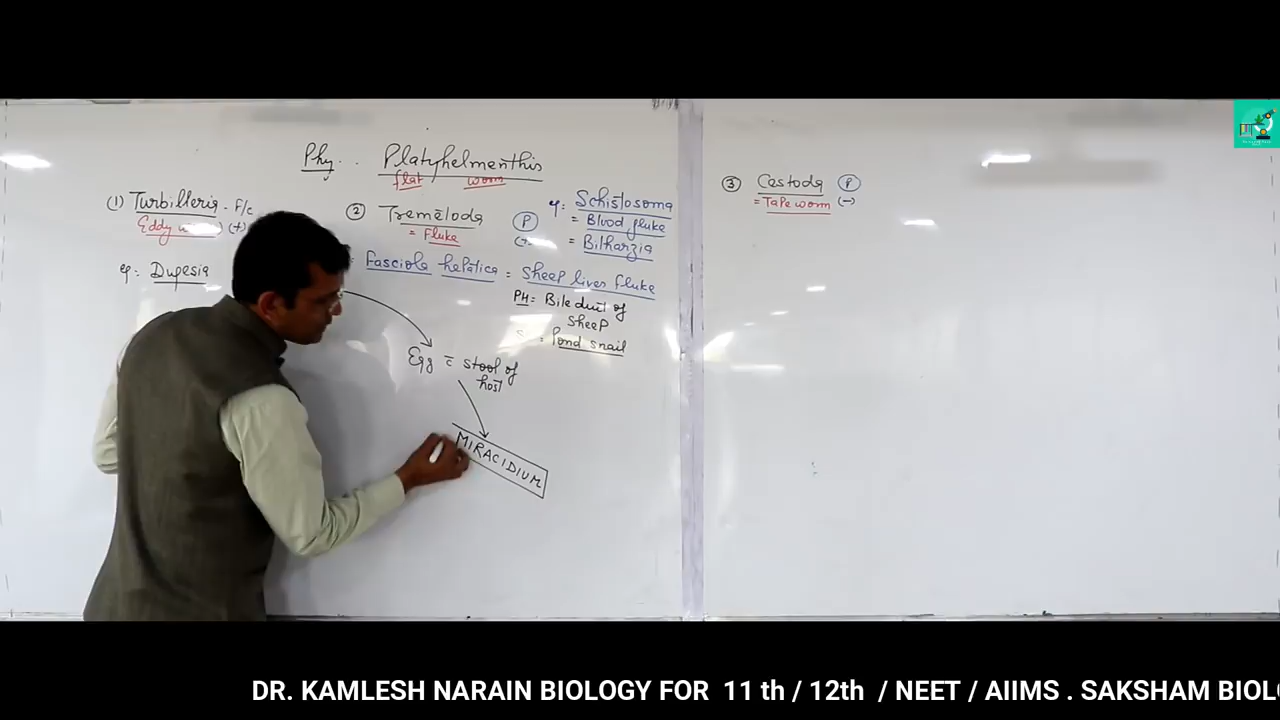 Phy. . Platyhelmenthis
flat worm
(1) Turbilleria - F/c
Eddy (+)
eg: Dugesia
(2) Trematoda (P)
= Fluke
eg: Schistosoma
= Blood fluke
= Bilharzia
Fasciola hepatica = Sheep liver fluke
PH = Bile duct of
Sheep
= Pond snail
Egg c̄ stool of
host
MIRACIDIUM
(3) Cestoda (P)
= Tape worm (-)
DR. KAMLESH NARAIN BIOLOGY FOR 11 th / 12th / NEET / AIIMS . SAKSHAM BIOL